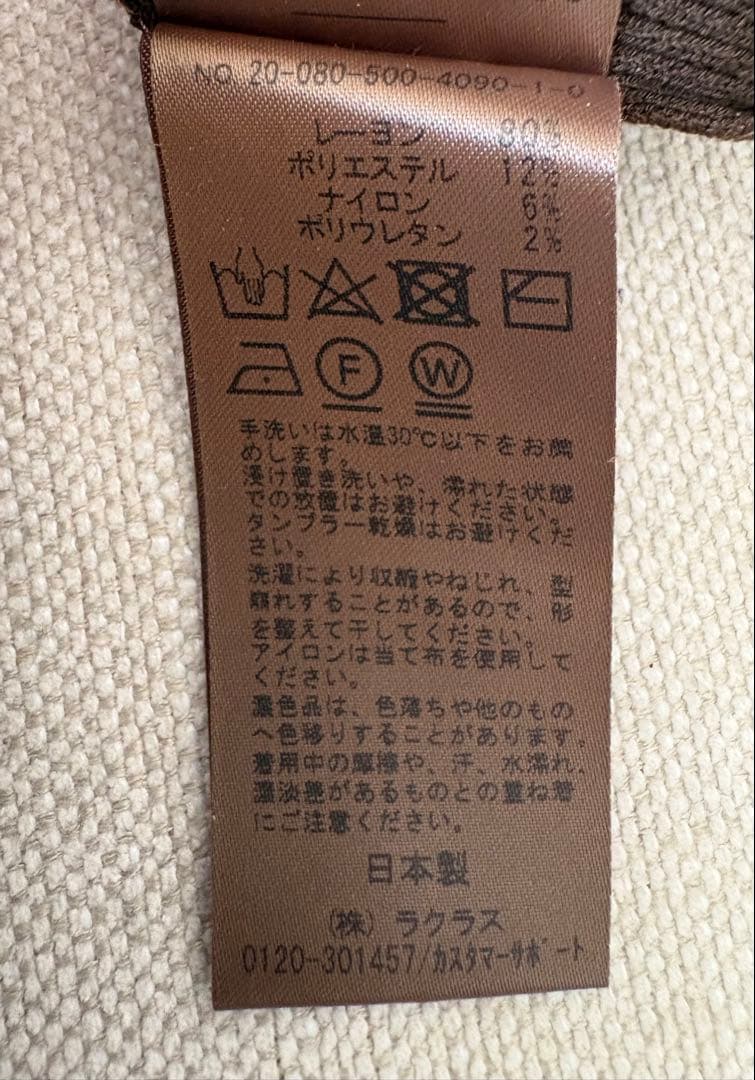 NO. 20-080-500-4090-1-0
レーヨン 80%
ポリエステル 12%
ナイロン 6%
ポリウレタン 2%
F W
手洗いは水温30℃以下をお薦
めします。
浸け置き洗いや、濡れた状態
での放置はお避けください。
タンブラー乾燥はお避けくだ
さい。
洗濯により収縮やねじれ、型
崩れすることがあるので、形
を整えて干してください。
アイロンは当て布を使用して
ください。
濃色品は、色落ちや他のもの
へ色移りすることがあります。
着用中の摩擦や、汗、水濡れ、
濃淡差があるものとの重ね着
にご注意ください。
日本製
(株) ラクラス
0120-301457/カスタマーサポート